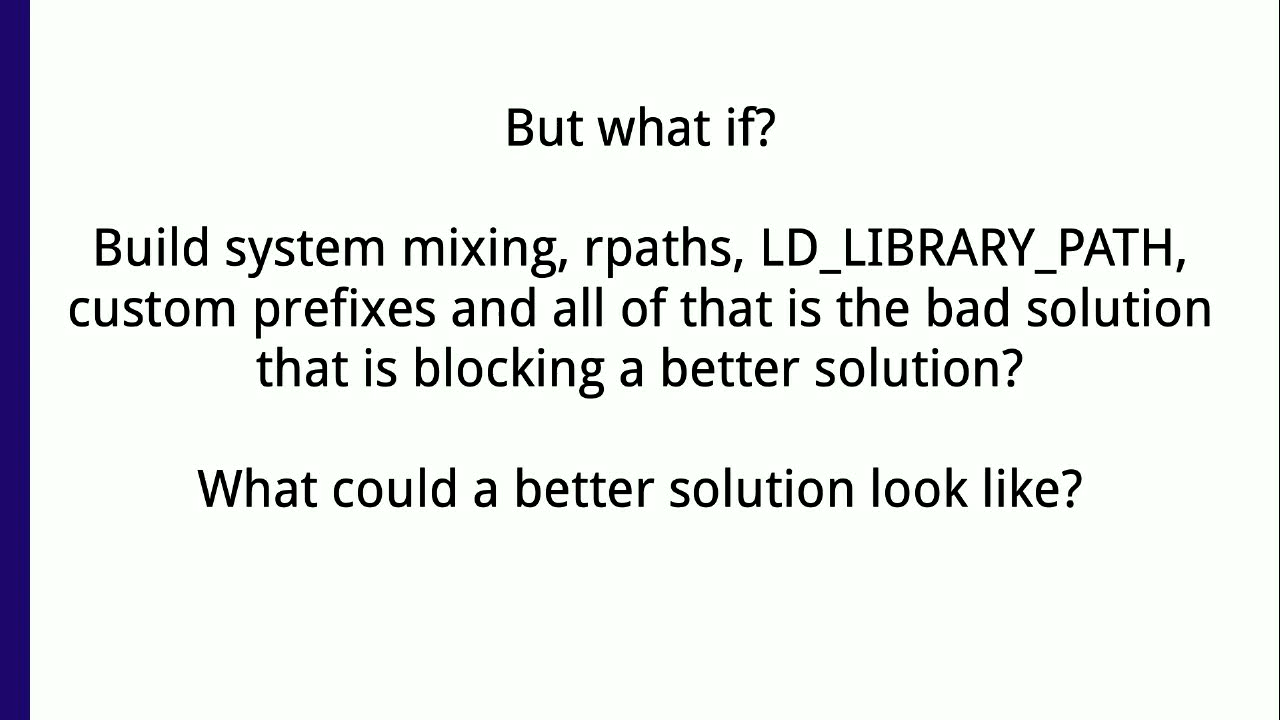 But what if?
Build system mixing, rpaths, LD_LIBRARY_PATH,
custom prefixes and all of that is the bad solution
that is blocking a better solution?
What could a better solution look like?